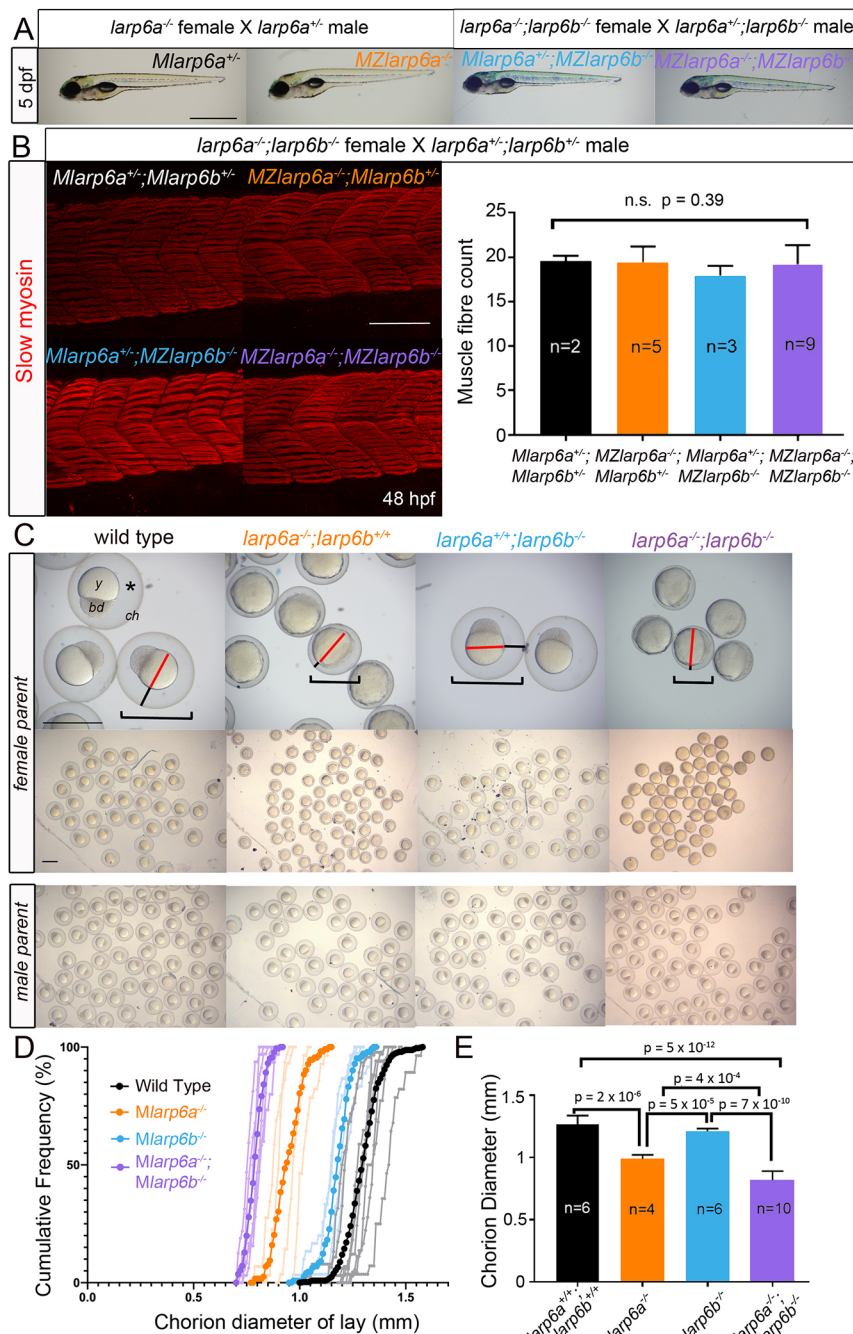 A
larp6a-/- female X larp6a+/- male
larp6a-/-;larp6b-/- female X larp6a+/-;larp6b-/- male
5 dpf
Mlarp6a+/-
MZlarp6a-/-
Mlarp6a+/-;MZlarp6b-/-
MZlarp6a-/-;MZlarp6b-/-
B
larp6a-/-;larp6b-/- female X larp6a+/-;larp6b+/- male
Slow myosin
Mlarp6a+/-;Mlarp6b+/-
MZlarp6a-/-;Mlarp6b+/-
Mlarp6a+/-;MZlarp6b-/-
MZlarp6a-/-;MZlarp6b-/-
48 hpf
n.s. p = 0.39
Muscle fibre count
25
20
15
10
5
0
n=2
n=5
n=3
n=9
Mlarp6a+/-; MZlarp6a-/-; Mlarp6a+/-; MZlarp6a-/-;
Mlarp6b+/- Mlarp6b+/- MZlarp6b-/- MZlarp6b-/-
C
wild type
larp6a-/-;larp6b+/+
larp6a+/+;larp6b-/-
larp6a-/-;larp6b-/-
female parent
y
*
bd
ch
male parent
D
Cumulative Frequency (%)
100
50
0
Wild Type
Mlarp6a-/-
Mlarp6b-/-
Mlarp6a-/-;
Mlarp6b-/-
0.0
0.5
1.0
1.5
Chorion diameter of lay (mm)
E
p = 5 x 10-12
p = 4 x 10-4
p = 2 x 10-6
p = 5 x 10-5
p = 7 x 10-10
Chorion Diameter (mm)
1.5
1
0.5
0
n=6
n=4
n=6
n=10
larp6a+/+;
larp6b+/+
larp6a-/-
larp6b-/-
larp6a-/-;
larp6b-/-